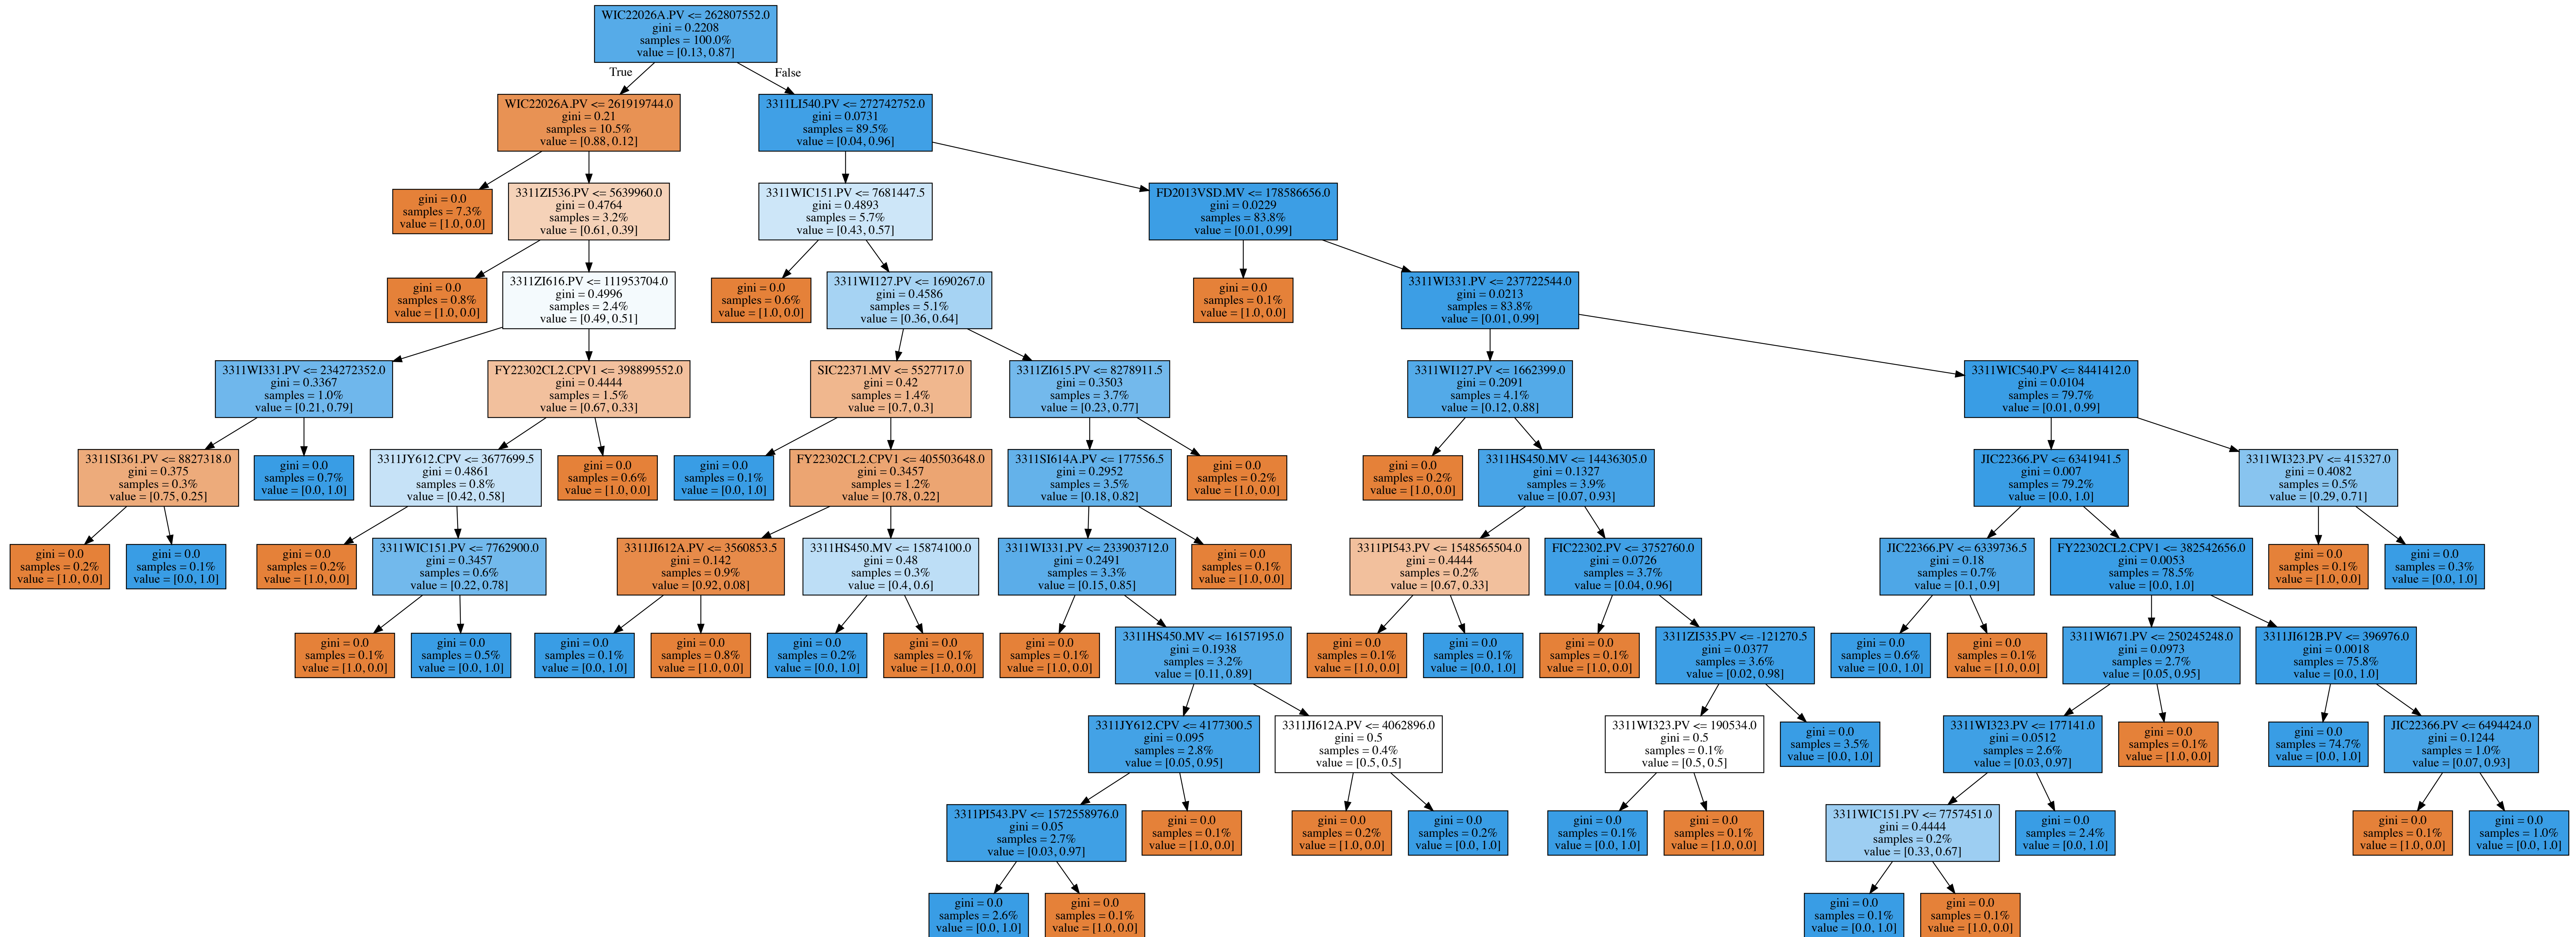 WIC22026A.PV <= 262807552.0
gini = 0.2208
samples = 100.0%
value = [0.13, 0.87]
True
False
WIC22026A.PV <= 261919744.0
gini = 0.21
samples = 10.5%
value = [0.88, 0.12]
3311LI540.PV <= 272742752.0
gini = 0.0731
samples = 89.5%
value = [0.04, 0.96]
gini = 0.0
samples = 7.3%
value = [1.0, 0.0]
3311ZI536.PV <= 5639960.0
gini = 0.4764
samples = 3.2%
value = [0.61, 0.39]
3311WIC151.PV <= 7681447.5
gini = 0.4893
samples = 5.7%
value = [0.43, 0.57]
FD2013VSD.MV <= 178586656.0
gini = 0.0229
samples = 83.8%
value = [0.01, 0.99]
gini = 0.0
samples = 0.8%
value = [1.0, 0.0]
3311ZI616.PV <= 111953704.0
gini = 0.4996
samples = 2.4%
value = [0.49, 0.51]
gini = 0.0
samples = 0.6%
value = [1.0, 0.0]
3311WI127.PV <= 1690267.0
gini = 0.4586
samples = 5.1%
value = [0.36, 0.64]
gini = 0.0
samples = 0.1%
value = [1.0, 0.0]
3311WI331.PV <= 237722544.0
gini = 0.0213
samples = 83.8%
value = [0.01, 0.99]
3311WI331.PV <= 234272352.0
gini = 0.3367
samples = 1.0%
value = [0.21, 0.79]
FY22302CL2.CPV1 <= 398899552.0
gini = 0.4444
samples = 1.5%
value = [0.67, 0.33]
SIC22371.MV <= 5527717.0
gini = 0.42
samples = 1.4%
value = [0.7, 0.3]
3311ZI615.PV <= 8278911.5
gini = 0.3503
samples = 3.7%
value = [0.23, 0.77]
3311WI127.PV <= 1662399.0
gini = 0.2091
samples = 4.1%
value = [0.12, 0.88]
3311WIC540.PV <= 8441412.0
gini = 0.0104
samples = 79.7%
value = [0.01, 0.99]
3311SI361.PV <= 8827318.0
gini = 0.375
samples = 0.3%
value = [0.75, 0.25]
gini = 0.0
samples = 0.7%
value = [0.0, 1.0]
3311JY612.CPV <= 3677699.5
gini = 0.4861
samples = 0.8%
value = [0.42, 0.58]
gini = 0.0
samples = 0.6%
value = [1.0, 0.0]
gini = 0.0
samples = 0.1%
value = [0.0, 1.0]
FY22302CL2.CPV1 <= 405503648.0
gini = 0.3457
samples = 1.2%
value = [0.78, 0.22]
3311SI614A.PV <= 177556.5
gini = 0.2952
samples = 3.5%
value = [0.18, 0.82]
gini = 0.0
samples = 0.2%
value = [1.0, 0.0]
gini = 0.0
samples = 0.2%
value = [1.0, 0.0]
3311HS450.MV <= 14436305.0
gini = 0.1327
samples = 3.9%
value = [0.07, 0.93]
JIC22366.PV <= 6341941.5
gini = 0.007
samples = 79.2%
value = [0.0, 1.0]
3311WI323.PV <= 415327.0
gini = 0.4082
samples = 0.5%
value = [0.29, 0.71]
gini = 0.0
samples = 0.2%
value = [1.0, 0.0]
gini = 0.0
samples = 0.1%
value = [0.0, 1.0]
gini = 0.0
samples = 0.2%
value = [1.0, 0.0]
3311WIC151.PV <= 7762900.0
gini = 0.3457
samples = 0.6%
value = [0.22, 0.78]
3311JI612A.PV <= 3560853.5
gini = 0.142
samples = 0.9%
value = [0.92, 0.08]
3311HS450.MV <= 15874100.0
gini = 0.48
samples = 0.3%
value = [0.4, 0.6]
3311WI331.PV <= 233903712.0
gini = 0.2491
samples = 3.3%
value = [0.15, 0.85]
gini = 0.0
samples = 0.1%
value = [1.0, 0.0]
3311PI543.PV <= 1548565504.0
gini = 0.4444
samples = 0.2%
value = [0.67, 0.33]
FIC22302.PV <= 3752760.0
gini = 0.0726
samples = 3.7%
value = [0.04, 0.96]
JIC22366.PV <= 6339736.5
gini = 0.18
samples = 0.7%
value = [0.1, 0.9]
FY22302CL2.CPV1 <= 382542656.0
gini = 0.0053
samples = 78.5%
value = [0.0, 1.0]
gini = 0.0
samples = 0.1%
value = [1.0, 0.0]
gini = 0.0
samples = 0.3%
value = [0.0, 1.0]
gini = 0.0
samples = 0.1%
value = [1.0, 0.0]
gini = 0.0
samples = 0.5%
value = [0.0, 1.0]
gini = 0.0
samples = 0.1%
value = [0.0, 1.0]
gini = 0.0
samples = 0.8%
value = [1.0, 0.0]
gini = 0.0
samples = 0.2%
value = [0.0, 1.0]
gini = 0.0
samples = 0.1%
value = [1.0, 0.0]
gini = 0.0
samples = 0.1%
value = [1.0, 0.0]
3311HS450.MV <= 16157195.0
gini = 0.1938
samples = 3.2%
value = [0.11, 0.89]
gini = 0.0
samples = 0.1%
value = [1.0, 0.0]
gini = 0.0
samples = 0.1%
value = [0.0, 1.0]
gini = 0.0
samples = 0.1%
value = [1.0, 0.0]
3311ZI535.PV <= -121270.5
gini = 0.0377
samples = 3.6%
value = [0.02, 0.98]
gini = 0.0
samples = 0.6%
value = [0.0, 1.0]
gini = 0.0
samples = 0.1%
value = [1.0, 0.0]
3311WI671.PV <= 250245248.0
gini = 0.0973
samples = 2.7%
value = [0.05, 0.95]
3311JI612B.PV <= 396976.0
gini = 0.0018
samples = 75.8%
value = [0.0, 1.0]
3311JY612.CPV <= 4177300.5
gini = 0.095
samples = 2.8%
value = [0.05, 0.95]
3311JI612A.PV <= 4062896.0
gini = 0.5
samples = 0.4%
value = [0.5, 0.5]
3311WI323.PV <= 190534.0
gini = 0.5
samples = 0.1%
value = [0.5, 0.5]
gini = 0.0
samples = 3.5%
value = [0.0, 1.0]
3311WI323.PV <= 177141.0
gini = 0.0512
samples = 2.6%
value = [0.03, 0.97]
gini = 0.0
samples = 0.1%
value = [1.0, 0.0]
gini = 0.0
samples = 74.7%
value = [0.0, 1.0]
JIC22366.PV <= 6494424.0
gini = 0.1244
samples = 1.0%
value = [0.07, 0.93]
3311PI543.PV <= 1572558976.0
gini = 0.05
samples = 2.7%
value = [0.03, 0.97]
gini = 0.0
samples = 0.1%
value = [1.0, 0.0]
gini = 0.0
samples = 0.2%
value = [1.0, 0.0]
gini = 0.0
samples = 0.2%
value = [0.0, 1.0]
gini = 0.0
samples = 0.1%
value = [0.0, 1.0]
gini = 0.0
samples = 0.1%
value = [1.0, 0.0]
3311WIC151.PV <= 7757451.0
gini = 0.4444
samples = 0.2%
value = [0.33, 0.67]
gini = 0.0
samples = 2.4%
value = [0.0, 1.0]
gini = 0.0
samples = 0.1%
value = [1.0, 0.0]
gini = 0.0
samples = 1.0%
value = [0.0, 1.0]
gini = 0.0
samples = 2.6%
value = [0.0, 1.0]
gini = 0.0
samples = 0.1%
value = [1.0, 0.0]
gini = 0.0
samples = 0.1%
value = [0.0, 1.0]
gini = 0.0
samples = 0.1%
value = [1.0, 0.0]